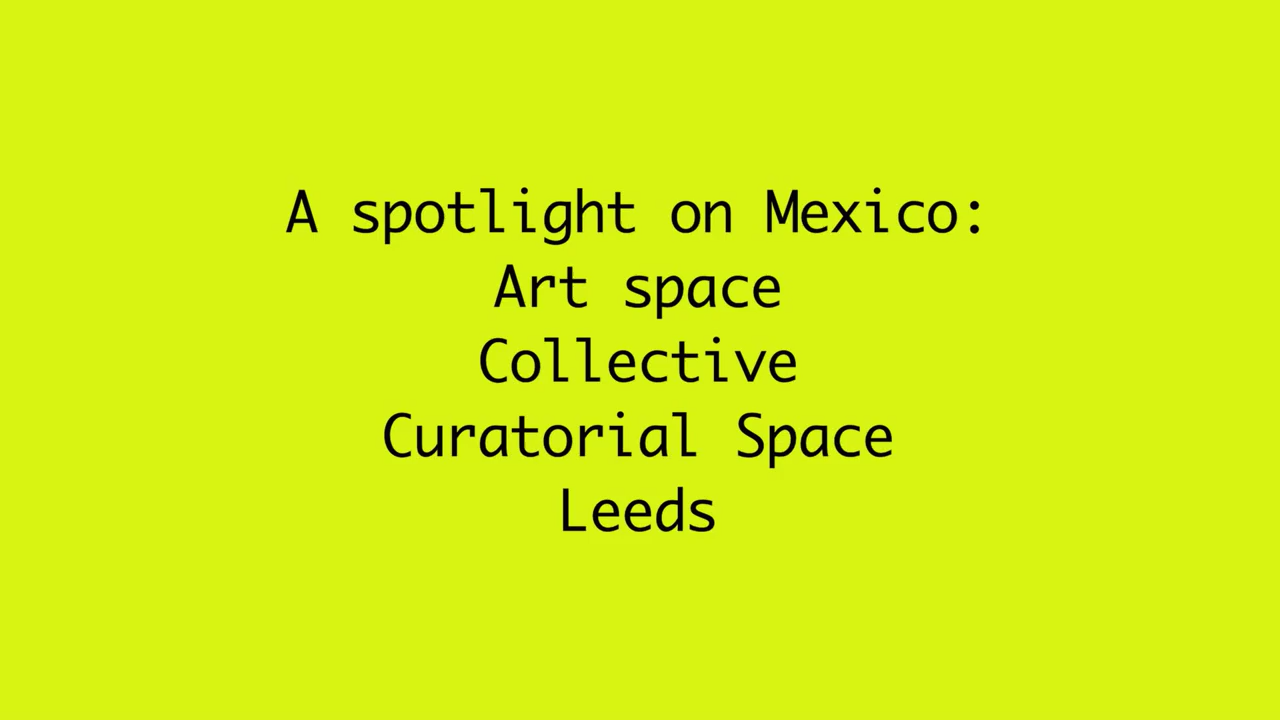 A spotlight on Mexico:
Art space
Collective
Curatorial Space
Leeds